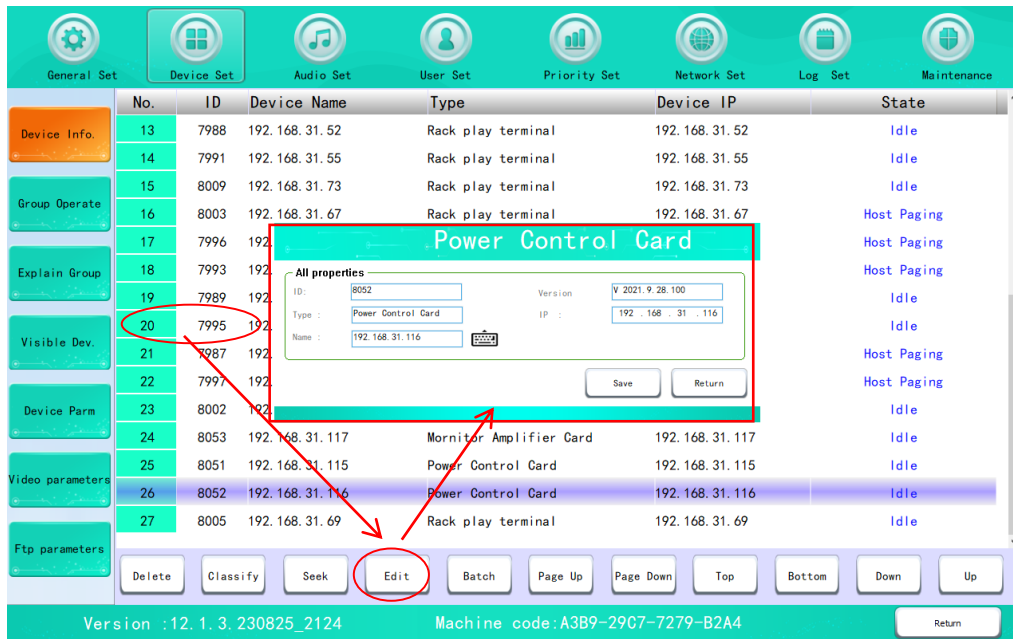 General Set Device Set Audio Set User Set Priority Set Network Set Log Set Maintenance
No. ID Device Name Type Device IP State
Device Info.
Group Operate
Explain Group
Visible Dev.
Device Parm
Video parameters
Ftp parameters
13 7988 192.168.31.52 Rack play terminal 192.168.31.52 Idle
14 7991 192.168.31.55 Rack play terminal 192.168.31.55 Idle
15 8009 192.168.31.73 Rack play terminal 192.168.31.73 Idle
16 8003 192.168.31.67 Rack play terminal 192.168.31.67 Host Paging
17 7996 192. Host Paging
18 7993 192 Host Paging
19 7989 192 Idle
20 7995 192 Idle
21 7987 192 Host Paging
22 7997 192. Host Paging
23 8002 192. Idle
24 8053 192.168.31.117 Mornitor Amplifier Card 192.168.31.117 Idle
25 8051 192.168.31.115 Power Control Card 192.168.31.115 Idle
26 8052 192.168.31.116 Power Control Card 192.168.31.116 Idle
27 8005 192.168.31.69 Rack play terminal 192.168.31.69 Idle
Power Control Card
All properties
ID: 8052 Version V 2021.9.28.100
Type : Power Control Card IP : 192 .168 . 31 .116
Name : 192.168.31.116
Save Return
Delete Classify Seek Edit Batch Page Up Page Down Top Bottom Down Up
Version :12.1.3.230825_2124 Machine code:A3B9-29C7-7279-B2A4 Return